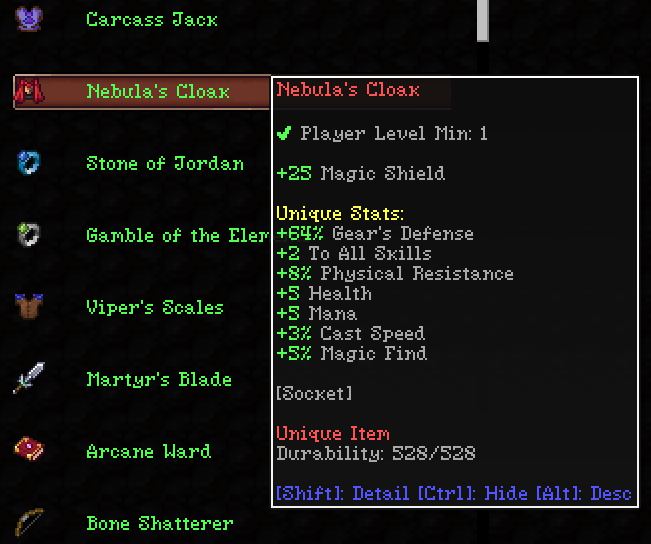 Carcass Jack
Nebula's Cloak
Stone of Jordan
Gamble of the Elem
Viper's Scales
Martyr's Blade
Arcane Ward
Bone Shatterer
Nebula's Cloak
✔ Player Level Min: 1
+25 Magic Shield
Unique Stats:
+64% Gear's Defense
+2 To All Skills
+8% Physical Resistance
+5 Health
+5 Mana
+3% Cast Speed
+5% Magic Find
[Socket]
Unique Item
Durability: 528/528
[Shift]: Detail [Ctrl]: Hide [Alt]: Desc